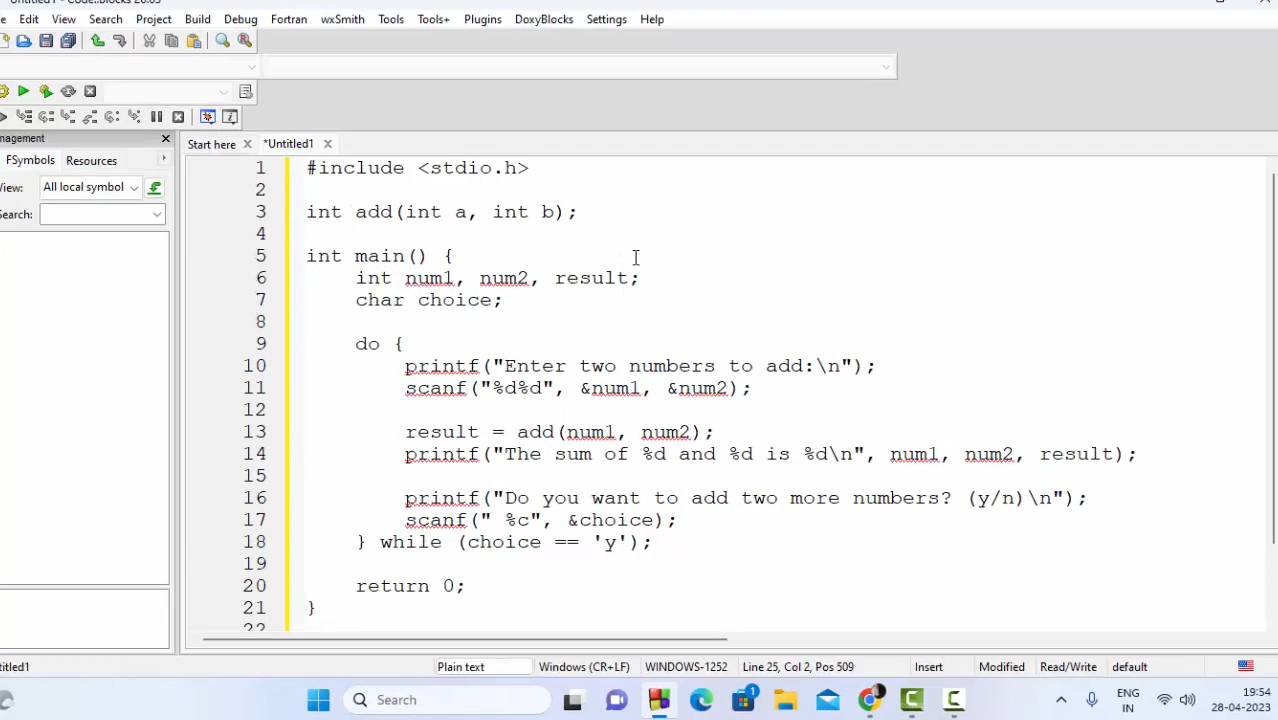 Edit View Search Project Build Debug Fortran wxSmith Tools Tools+ Plugins DoxyBlocks Settings Help
Start here *Untitled1
FSymbols Resources
View: All local symbol
Search:
1 #include <stdio.h>
2
3 int add(int a, int b);
4
5 int main() {
6 int num1, num2, result;
7 char choice;
8
9 do {
10 printf("Enter two numbers to add:\n");
11 scanf("%d%d", &num1, &num2);
12
13 result = add(num1, num2);
14 printf("The sum of %d and %d is %d\n", num1, num2, result);
15
16 printf("Do you want to add two more numbers? (y/n)\n");
17 scanf(" %c", &choice);
18 } while (choice == 'y');
19
20 return 0;
21 }
22
Plain text Windows (CR+LF) WINDOWS-1252 Line 25, Col 2, Pos 509 Insert Modified Read/Write default
Search 1 ENG 19:54
IN 28-04-2023